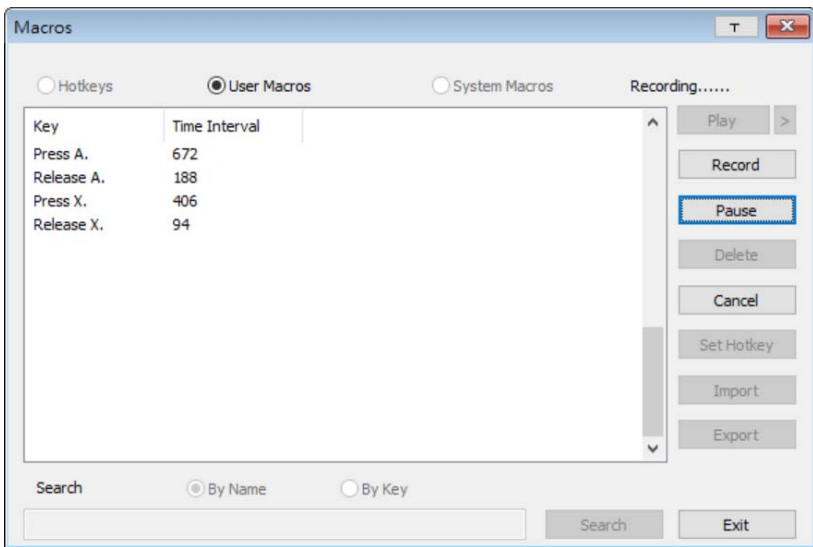 Macros T
Hotkeys User Macros System Macros Recording......
Key Time Interval
Play >
Press A. 672
Release A. 188
Press X. 406
Release X. 94
Record
Pause
Delete
Cancel
Set Hotkey
Import
Export
Search By Name By Key
Search Exit